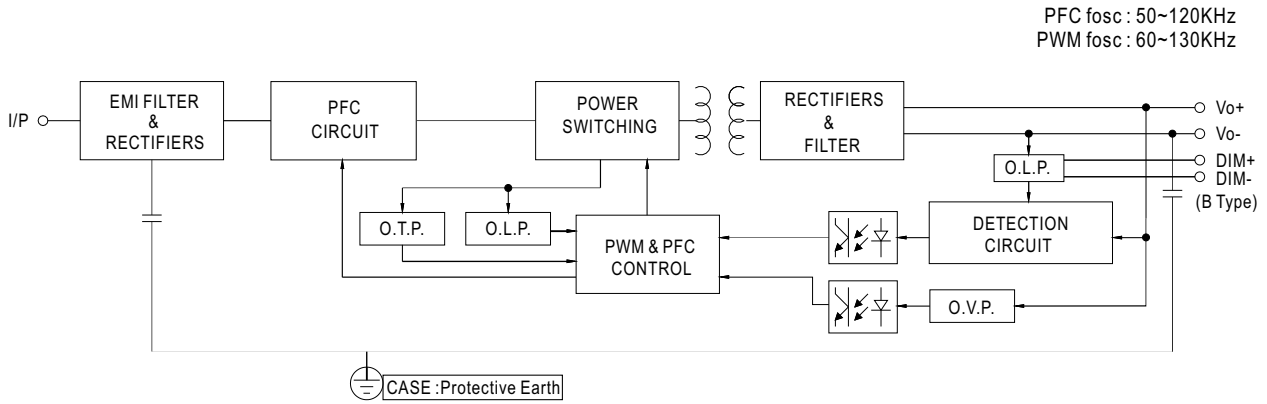 PFC fosc : 50~120KHz
PWM fosc : 60~130KHz
I/P
EMI FILTER
&
RECTIFIERS
PFC
CIRCUIT
POWER
SWITCHING
RECTIFIERS
&
FILTER
Vo+
Vo-
DIM+
DIM-
(B Type)
O.L.P.
O.T.P.
O.L.P.
PWM & PFC
CONTROL
DETECTION
CIRCUIT
O.V.P.
CASE : Protective Earth